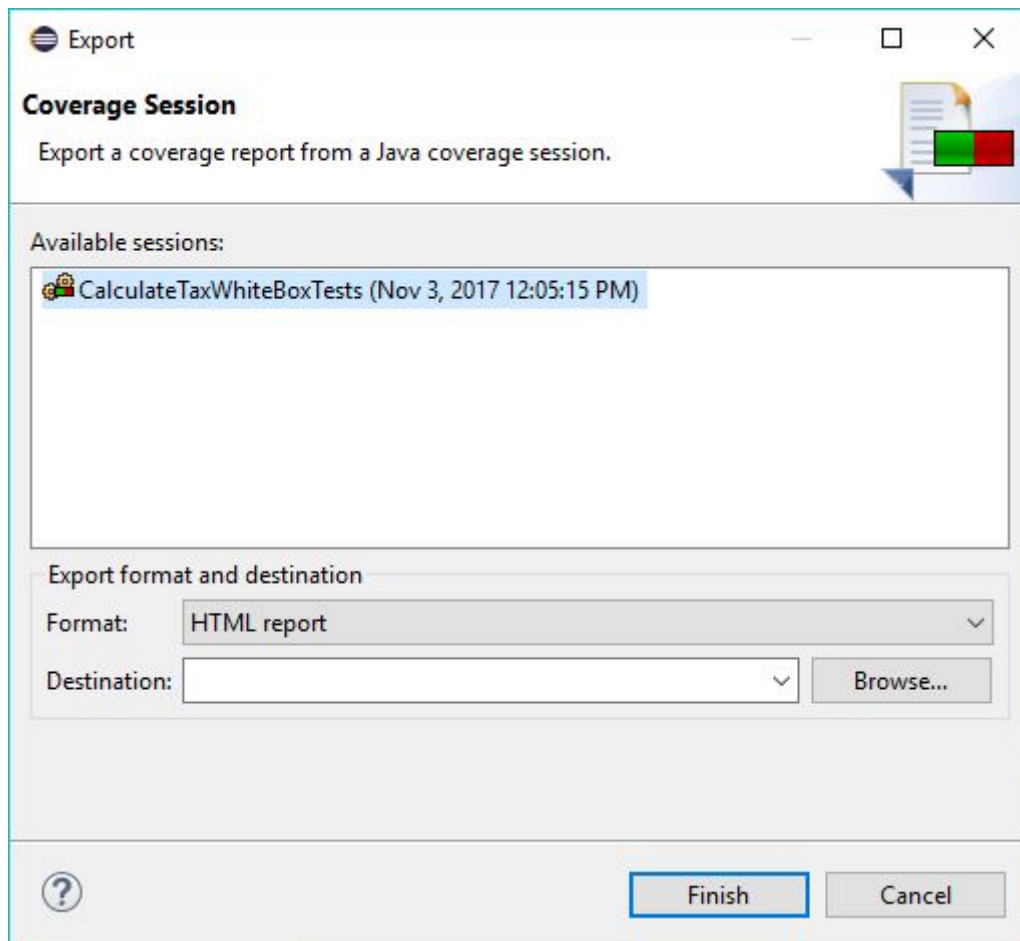 Export
Coverage Session
Export a coverage report from a Java coverage session.
Available sessions:
CalculateTaxWhiteBoxTests (Nov 3, 2017 12:05:15 PM)
Export format and destination
Format: HTML report
Destination: Browse...
? Finish Cancel